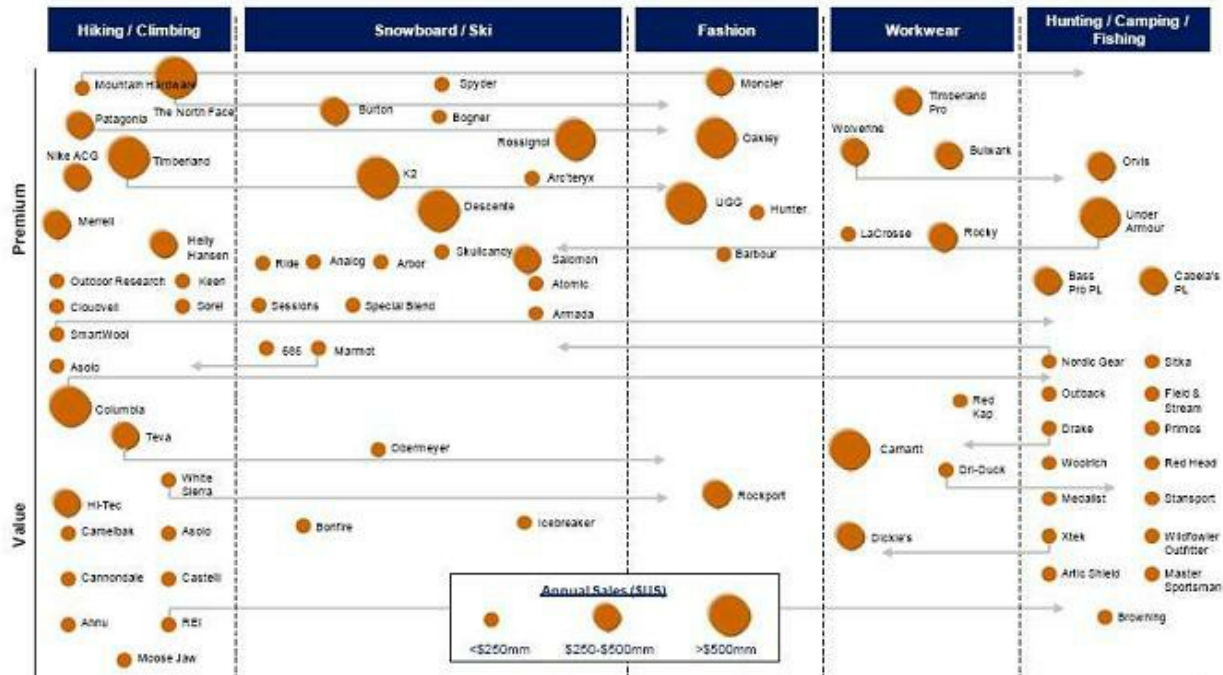 Hiking / Climbing
Snowboard / Ski
Fashion
Workwear
Hunting / Camping /
Fishing
Premium
Value
Mountain Hardware
The North Face
Patagonia
Nike ACG
Timberland
Merrell
Helly
Hansen
Outdoor Research
Keen
Cloudveil
Sorel
SmartWool
Asolo
Columbia
Teva
White
Sierra
Hi-Tec
Camelbak
Asolo
Cannondale
Castelli
Ahnu
REI
Moose Jaw
Spyder
Burton
Bogner
Rossignol
K2
Arc'teryx
Descente
Skullcandy
Salomon
Ride
Analog
Arbor
Atomic
Sessions
Special Blend
Armada
686
Marmot
Obermeyer
Bonfire
Icebreaker
Moncler
Oakley
UGG
Hunter
Barbour
Rockport
Timberland
Pro
Wolverine
Bulwark
LaCrosse
Rocky
Red
Kap
Carhartt
Dri-Duck
Dickie's
Orvis
Under
Armour
Bass
Pro PL
Cabela's
PL
Nordic Gear
Sitka
Outback
Field &
Stream
Drake
Primos
Woolrich
Red Head
Medalist
Stansport
Xtek
Wildfowler
Outfitter
Artic Shield
Master
Sportsman
Browning
Annual Sales ($US)
<$250mm
$250-$500mm
>$500mm